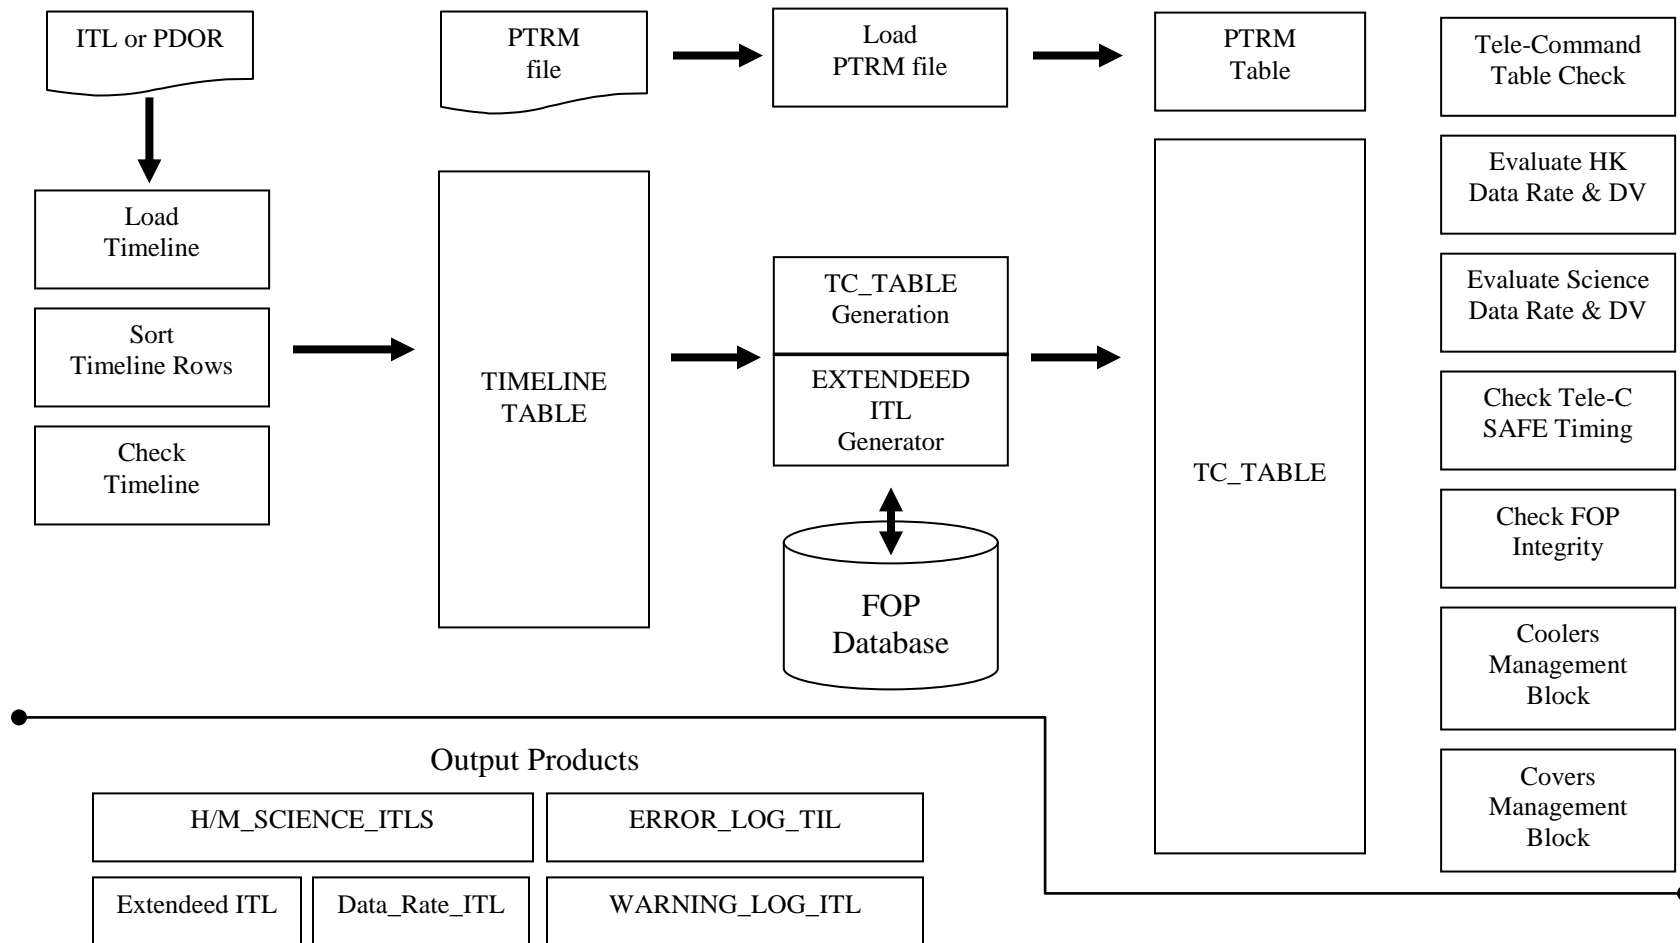 ITL or PDOR
PTRM
file
Load
PTRM file
PTRM
Table
Tele-Command
Table Check
Load
Timeline
Sort
Timeline Rows
Check
Timeline
TIMELINE
TABLE
TC_TABLE
Generation
EXTENDEED
ITL
Generator
FOP
Database
TC_TABLE
Evaluate HK
Data Rate & DV
Evaluate Science
Data Rate & DV
Check Tele-C
SAFE Timing
Check FOP
Integrity
Coolers
Management
Block
Covers
Management
Block
Output Products
H/M_SCIENCE_ITLS
ERROR_LOG_TIL
Extendeed ITL
Data_Rate_ITL
WARNING_LOG_ITL